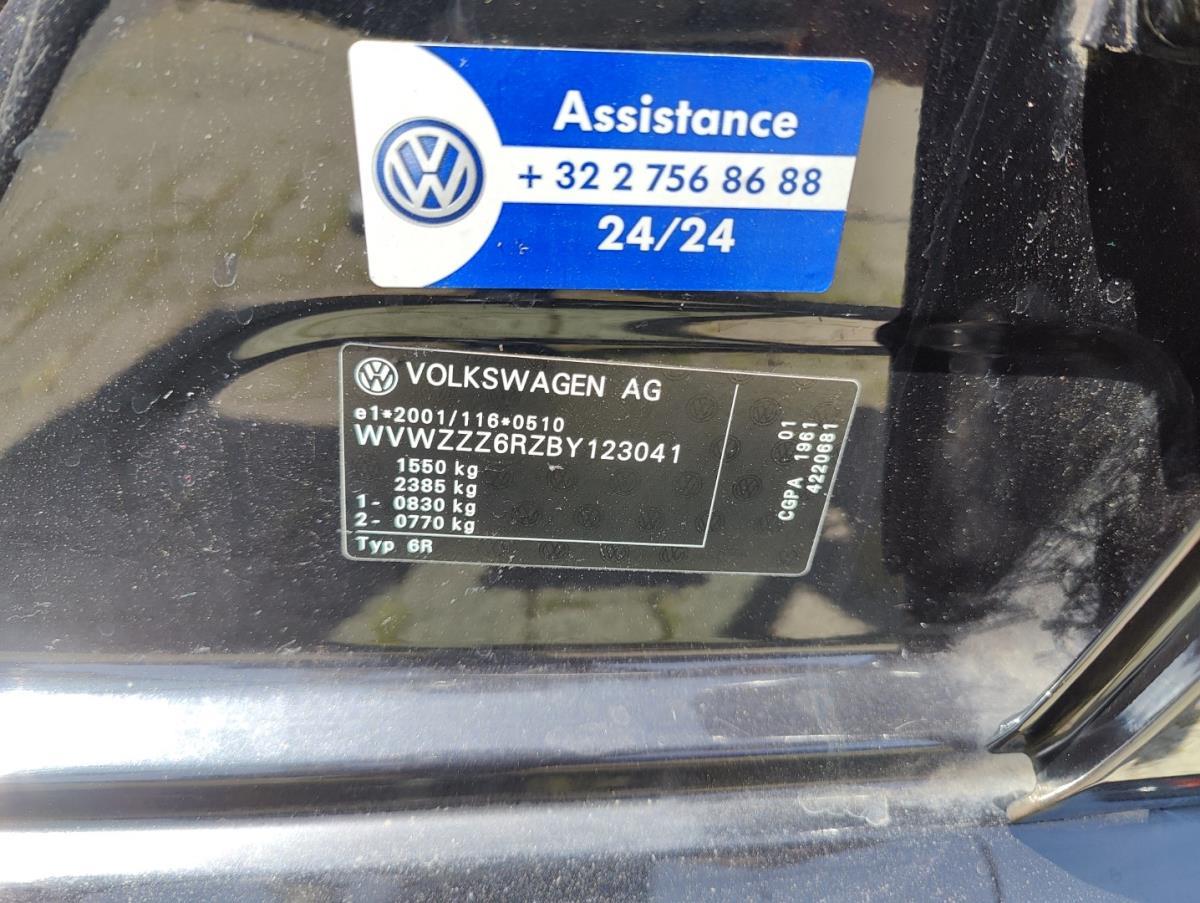 Assistance
+ 32 2 756 86 88
24/24
VOLKSWAGEN AG
e1*2001/116*0510
WVWZZZ6RZBY123041
1550 kg
2385 kg
1- 0830 kg
2- 0770 kg
Typ 6R
01
CGPA 1961
4220681